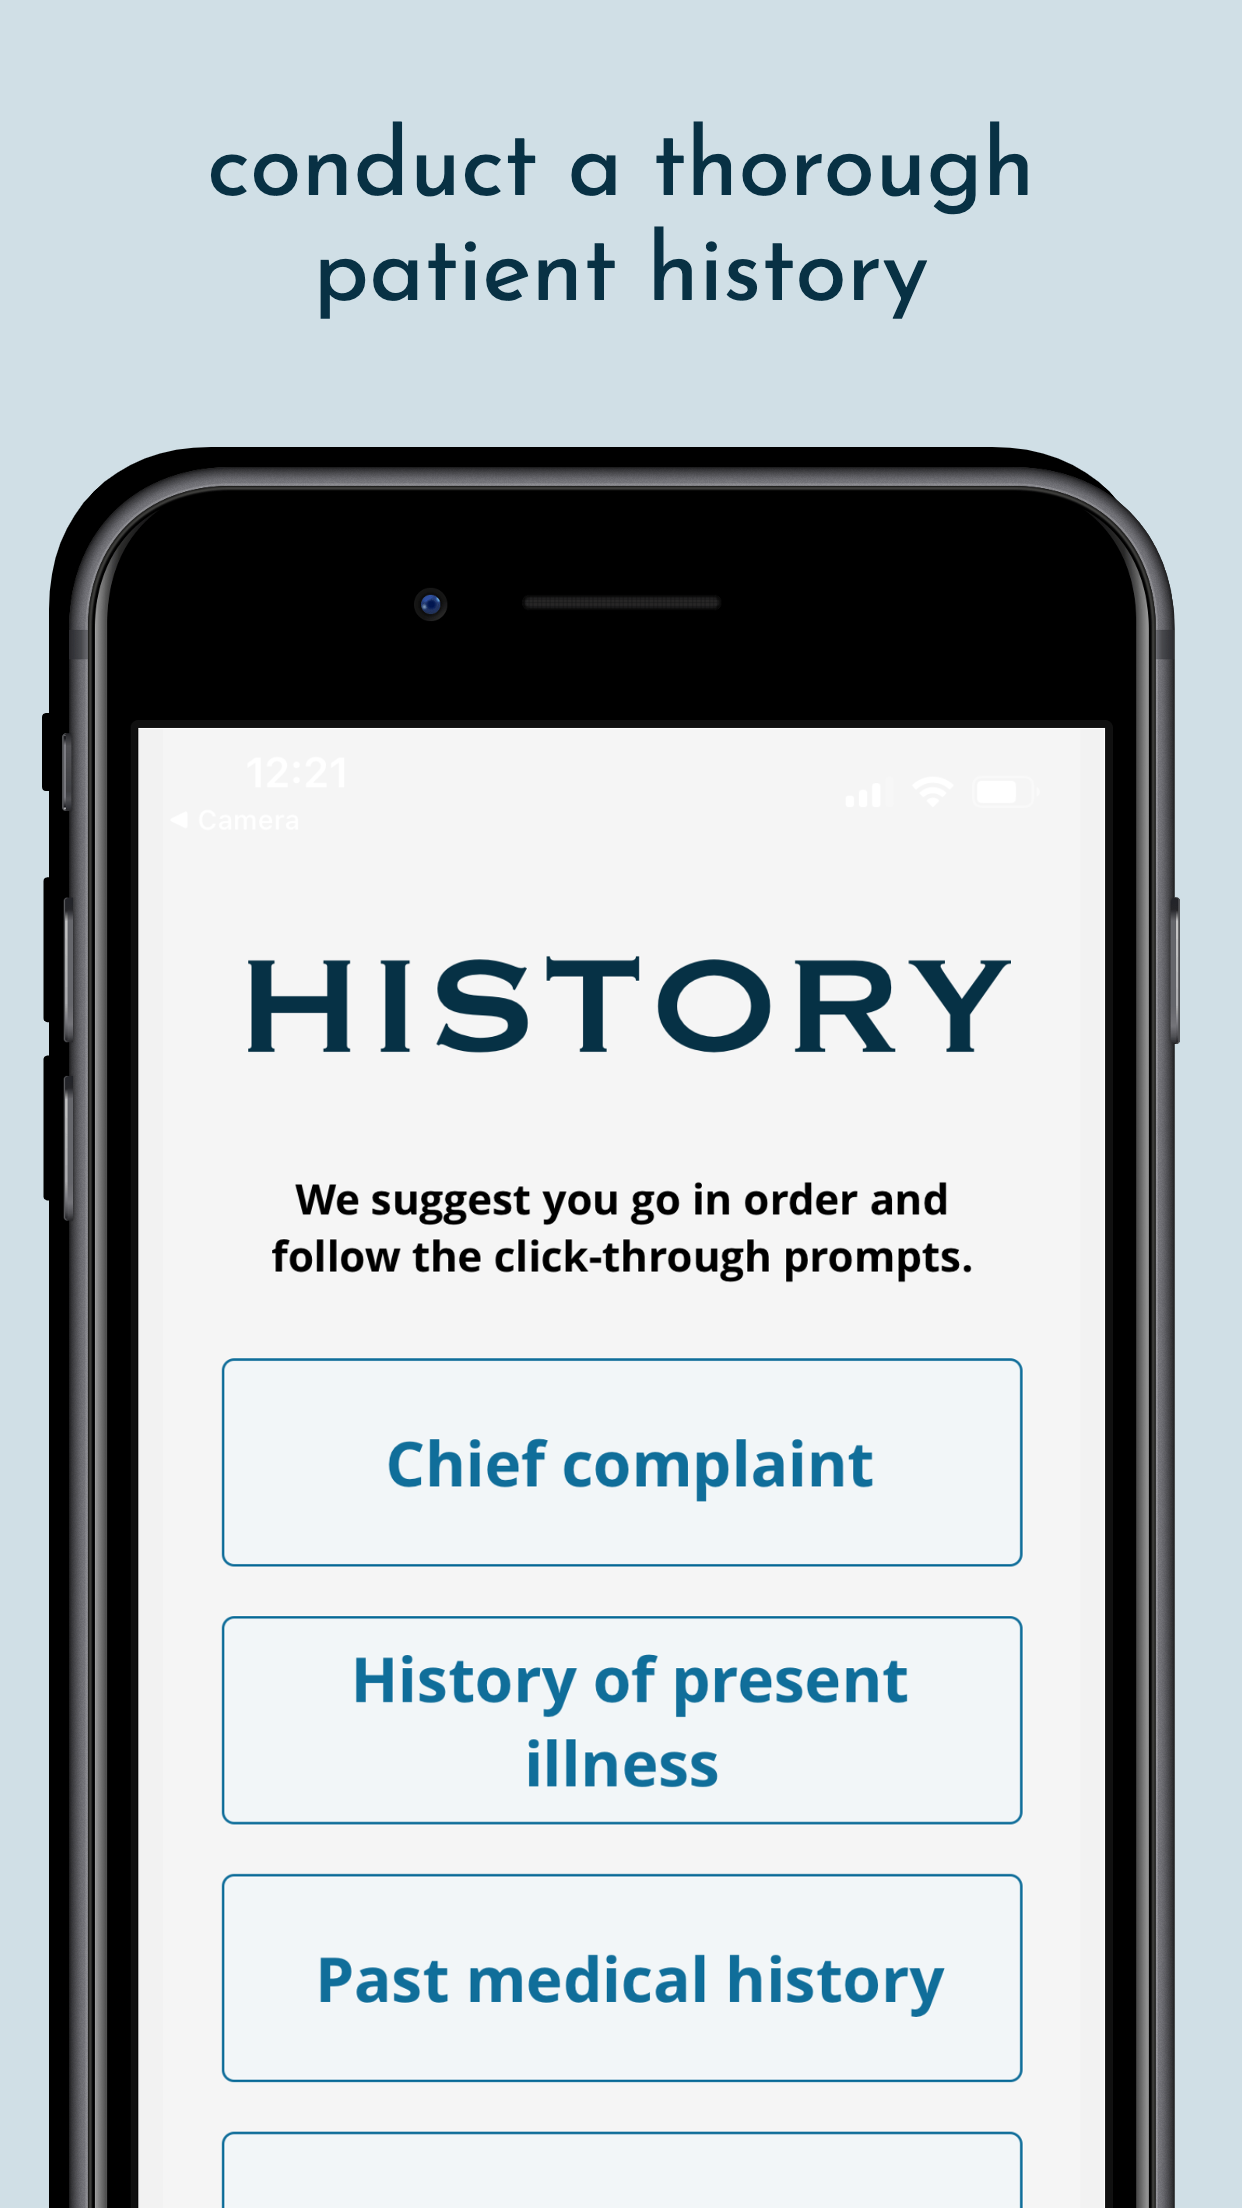 conduct a thorough
patient history
12:21
◀ Camera
HISTORY
We suggest you go in order and
follow the click-through prompts.
Chief complaint
History of present
illness
Past medical history